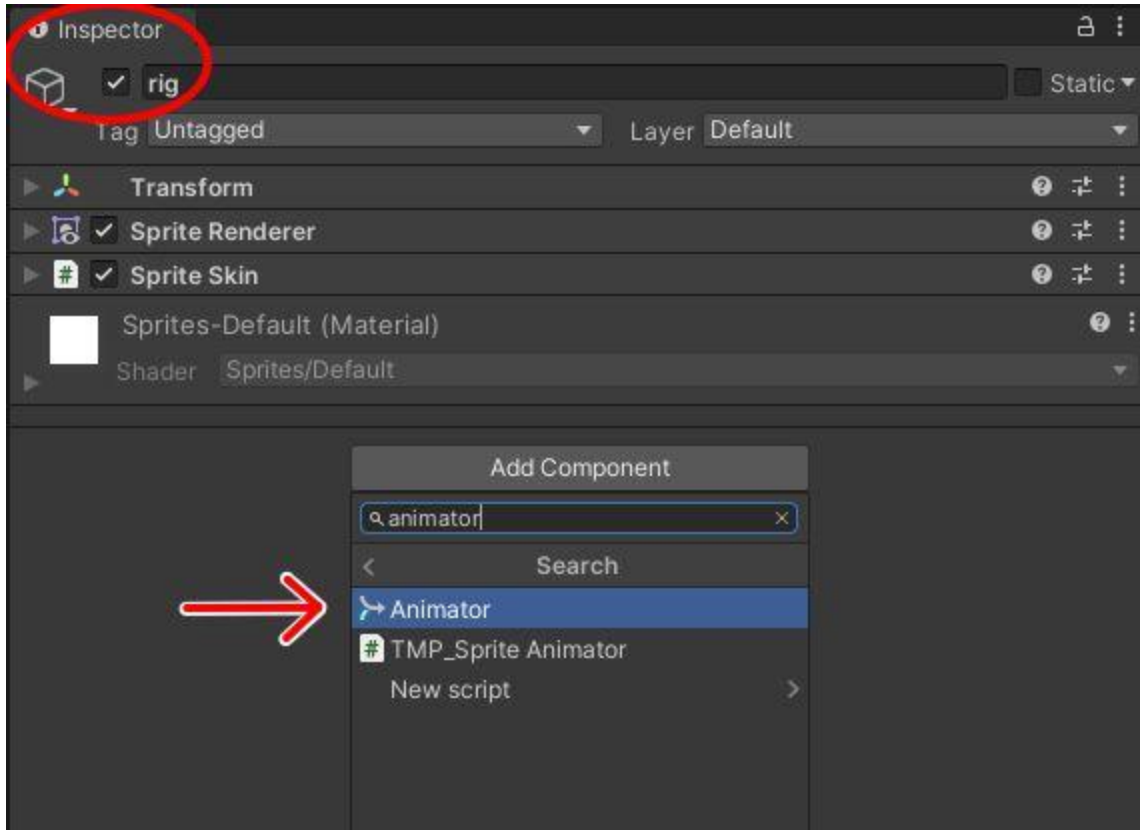 Inspector
rig Static
Tag Untagged Layer Default
Transform
Sprite Renderer
# Sprite Skin
Sprites-Default (Material)
Shader Sprites/Default
Add Component
animator
Search
Animator
# TMP_Sprite Animator
New script